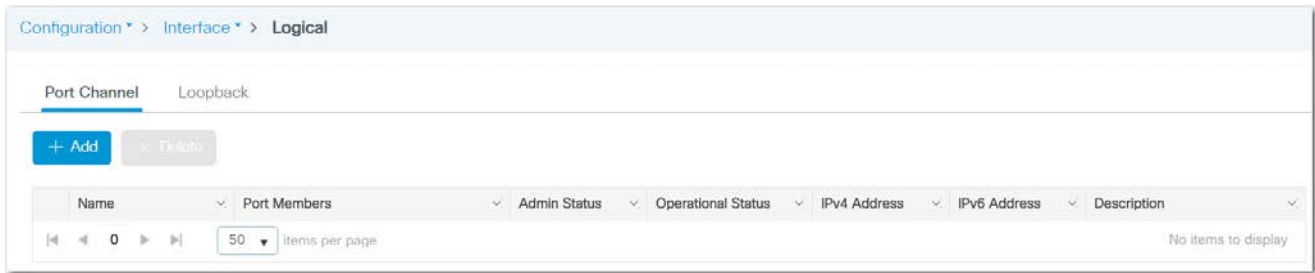 Configuration > Interface > Logical
Port Channel Loopback
+ Add × Delete
Name Port Members Admin Status Operational Status IPv4 Address IPv6 Address Description
0 50 items per page No items to display